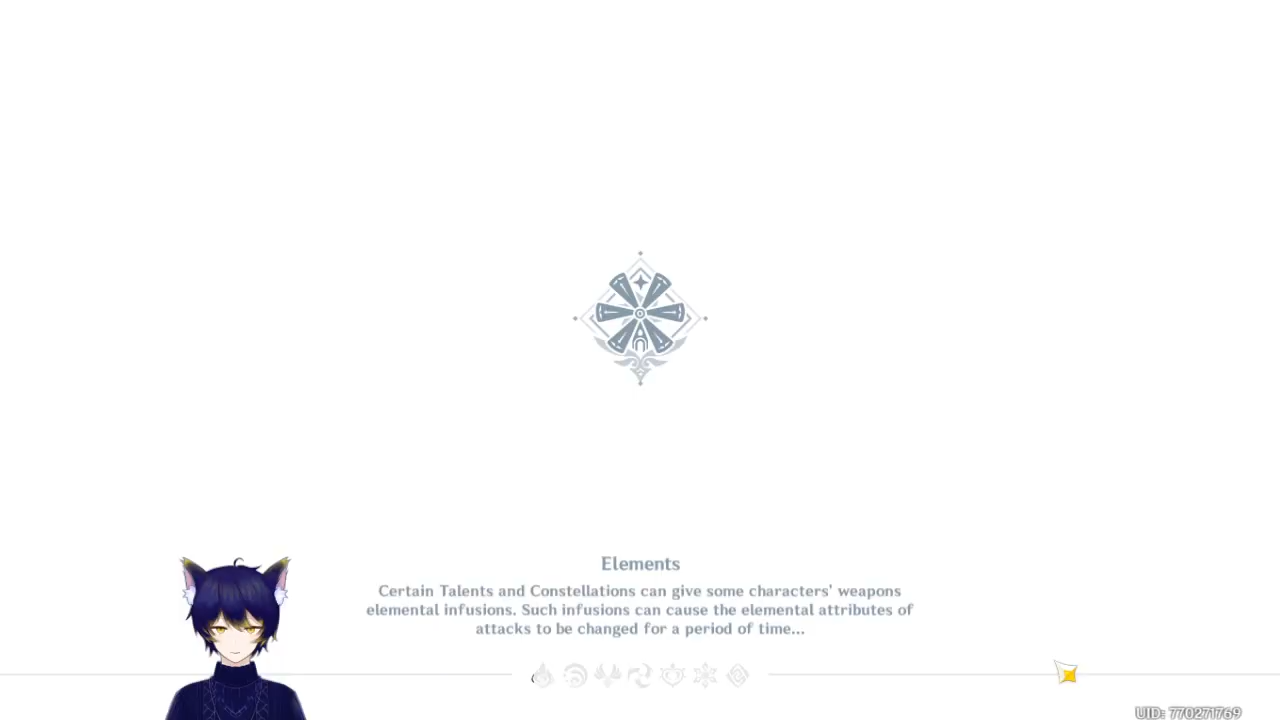 Elements
Certain Talents and Constellations can give some characters' weapons
elemental infusions. Such infusions can cause the elemental attributes of
attacks to be changed for a period of time...
UID: 770271769